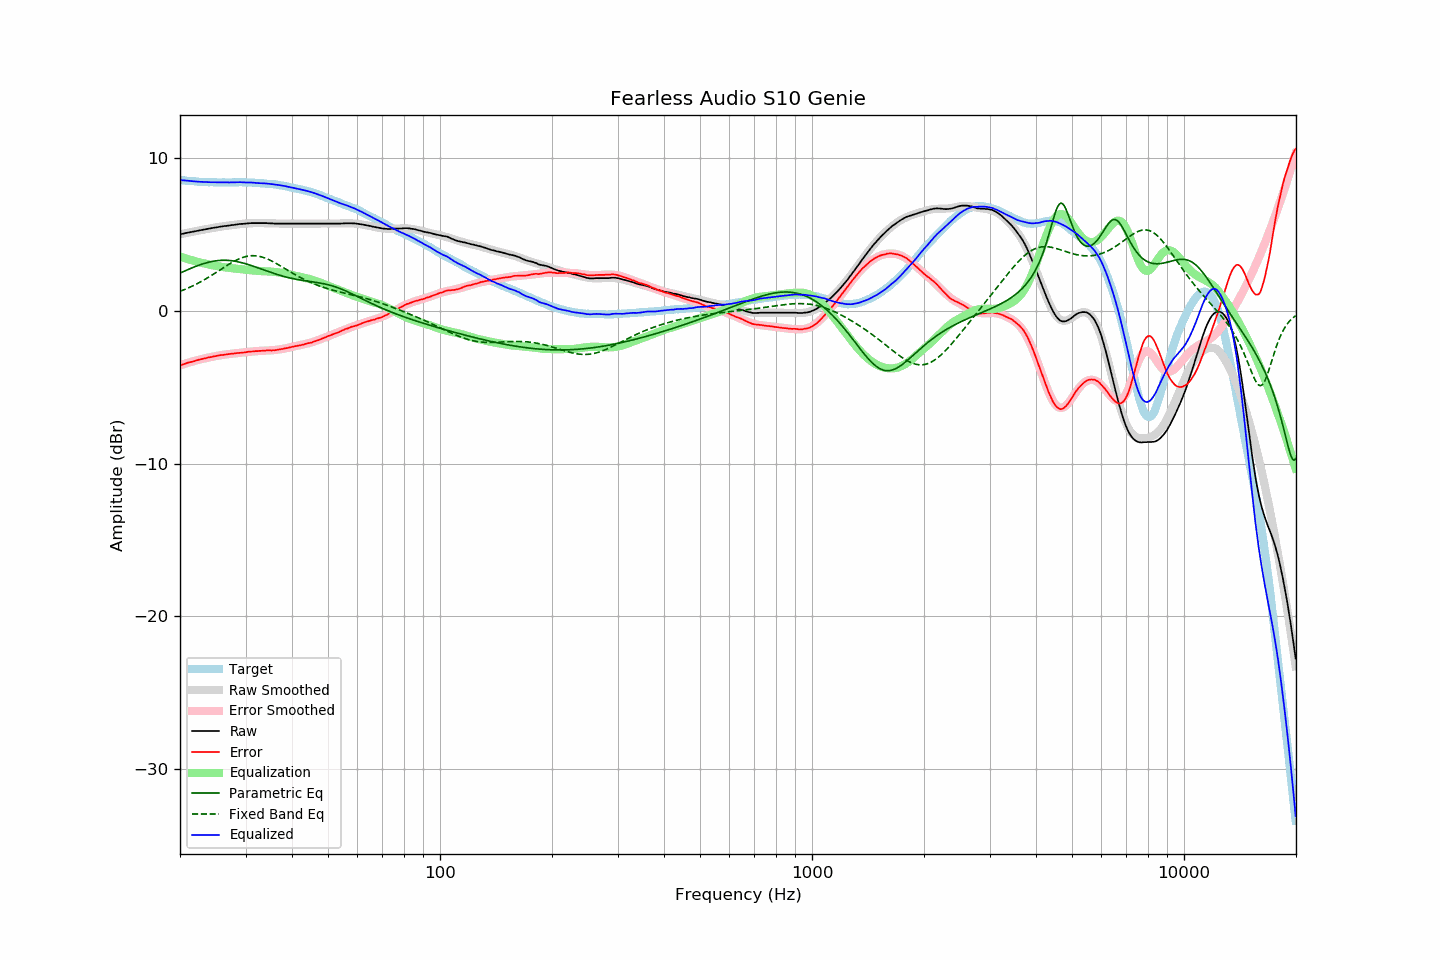 Fearless Audio S10 Genie
10
0
−10
−20
−30
Amplitude (dBr)
Target
Raw Smoothed
Error Smoothed
Raw
Error
Equalization
Parametric Eq
Fixed Band Eq
Equalized
100
1000
10000
Frequency (Hz)